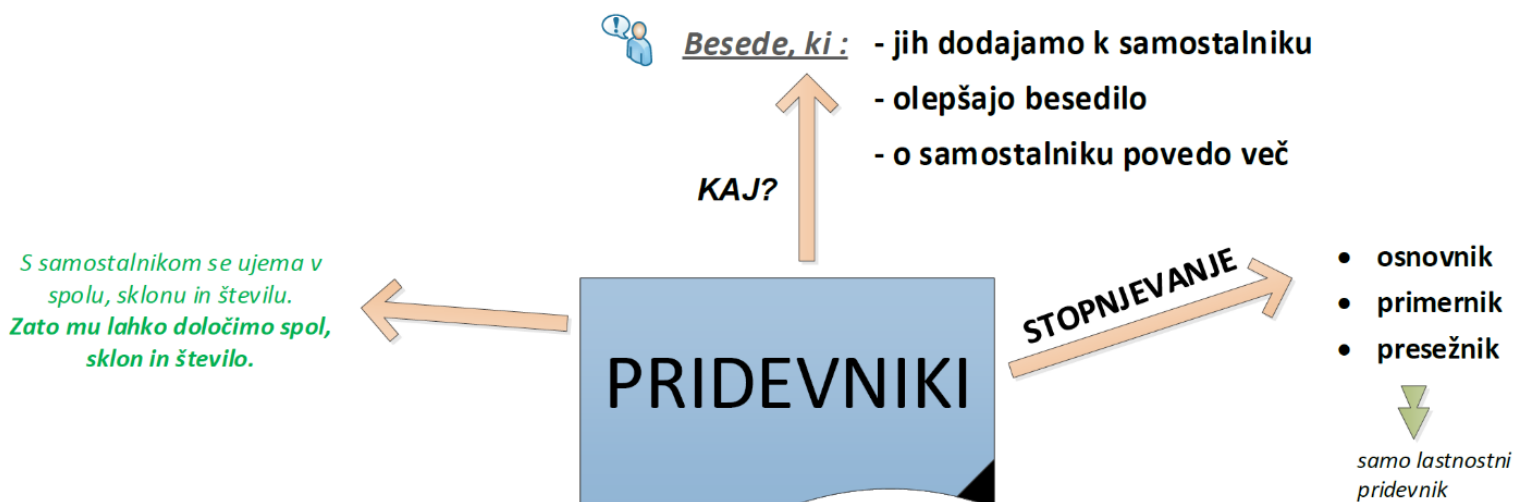 Besede, ki : - jih dodajamo k samostalniku
- olepšajo besedilo
- o samostalniku povedo več
KAJ?
S samostalnikom se ujema v
spolu, sklonu in številu.
Zato mu lahko določimo spol,
sklon in število.
PRIDEVNIKI
STOPNJEVANJE
• osnovnik
• primernik
• presežnik
samo lastnostni
pridevnik